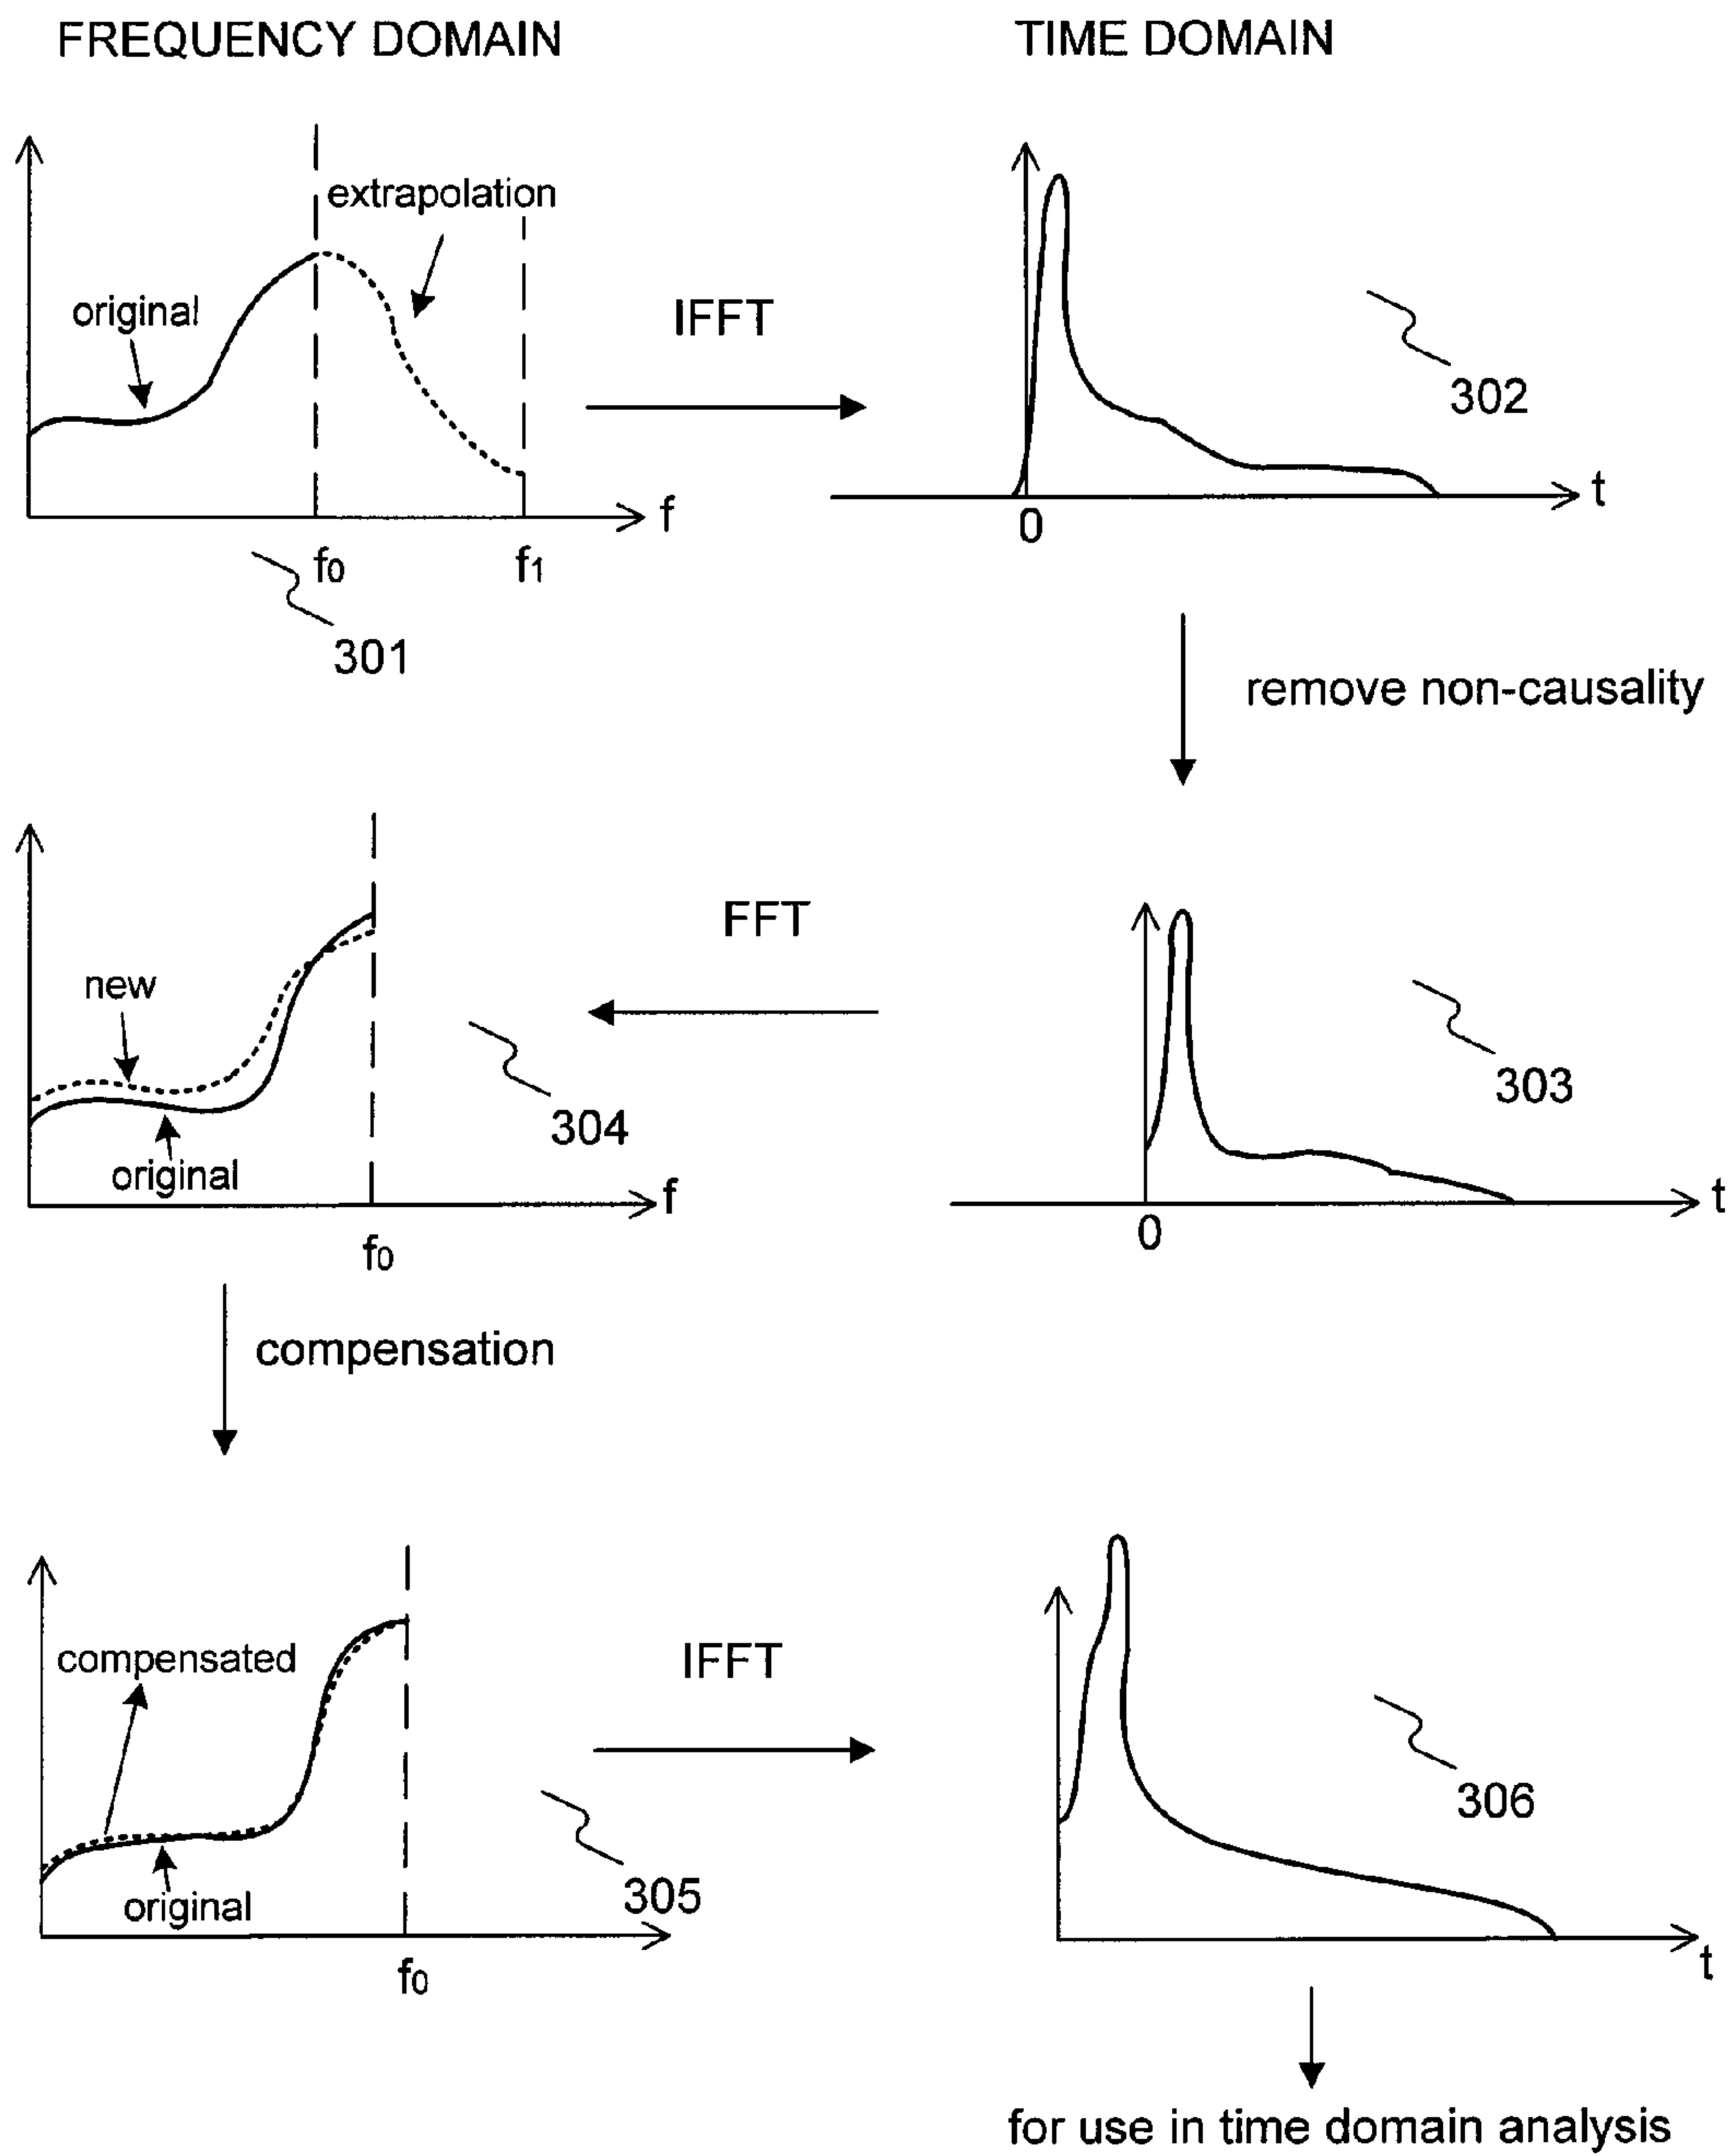 FREQUENCY DOMAIN
TIME DOMAIN
extrapolation
original
IFFT
302
f
t
0
f0
f1
301
remove non-causality
FFT
new
304
303
original
f
t
0
f0
compensation
compensated
IFFT
306
305
original
f0
t
for use in time domain analysis